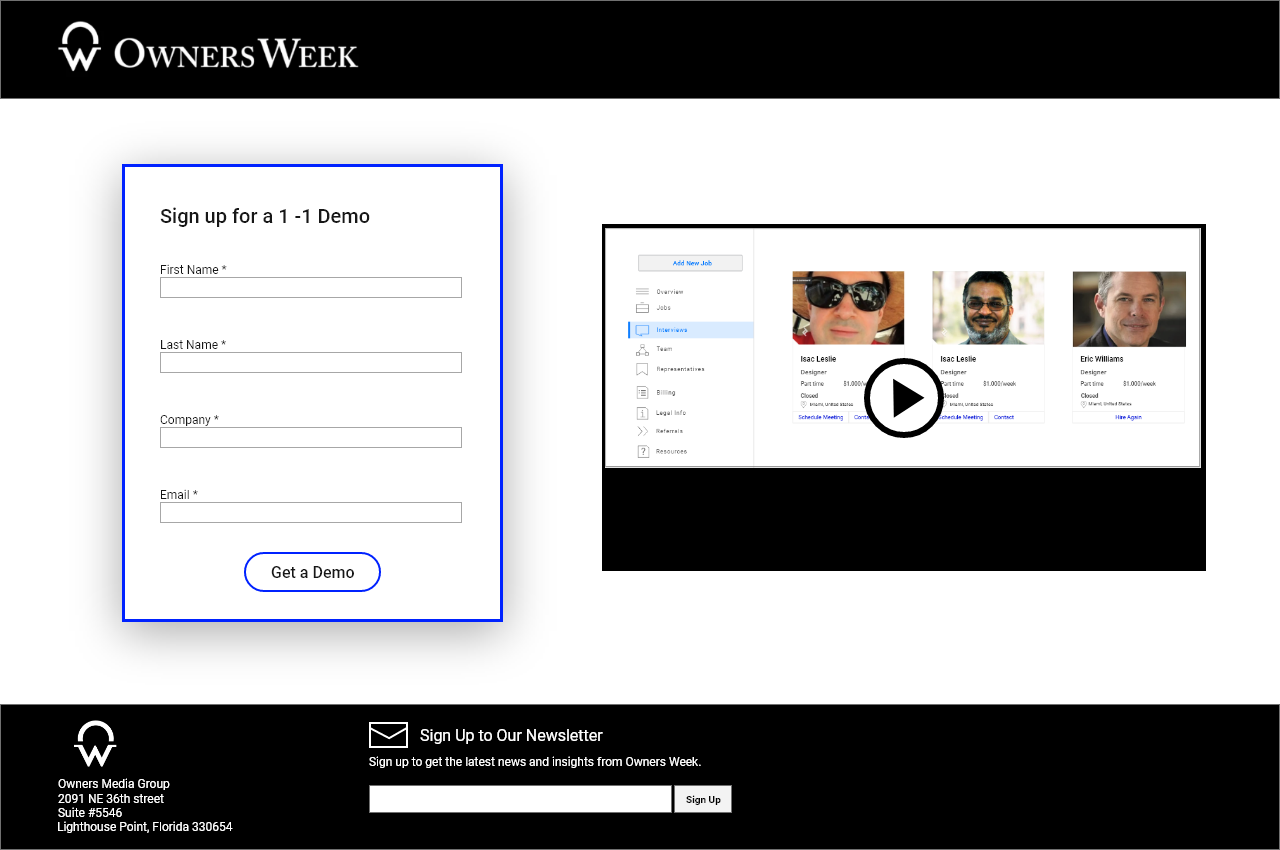 OWNERS WEEK
Sign up for a 1 -1 Demo
First Name *
Last Name *
Company *
Email *
Get a Demo
Add New Job
Overview
Jobs
Interviews
Team
Representatives
Billing
Legal Info
Referrals
Resources
Isac Leslie
Designer
Part time $1,000/w
Closed
Miami, United States
Schedule Meeting
Isac Leslie
Designer
Part time $1,000/week
Miami, United States
Schedule Meeting Contact
Eric Williams
Designer
Part time $1,000/week
Closed
Miami, United States
Hire Again
Owners Media Group
2091 NE 36th street
Suite #5546
Lighthouse Point, Florida 330654
Sign Up to Our Newsletter
Sign up to get the latest news and insights from Owners Week.
Sign Up